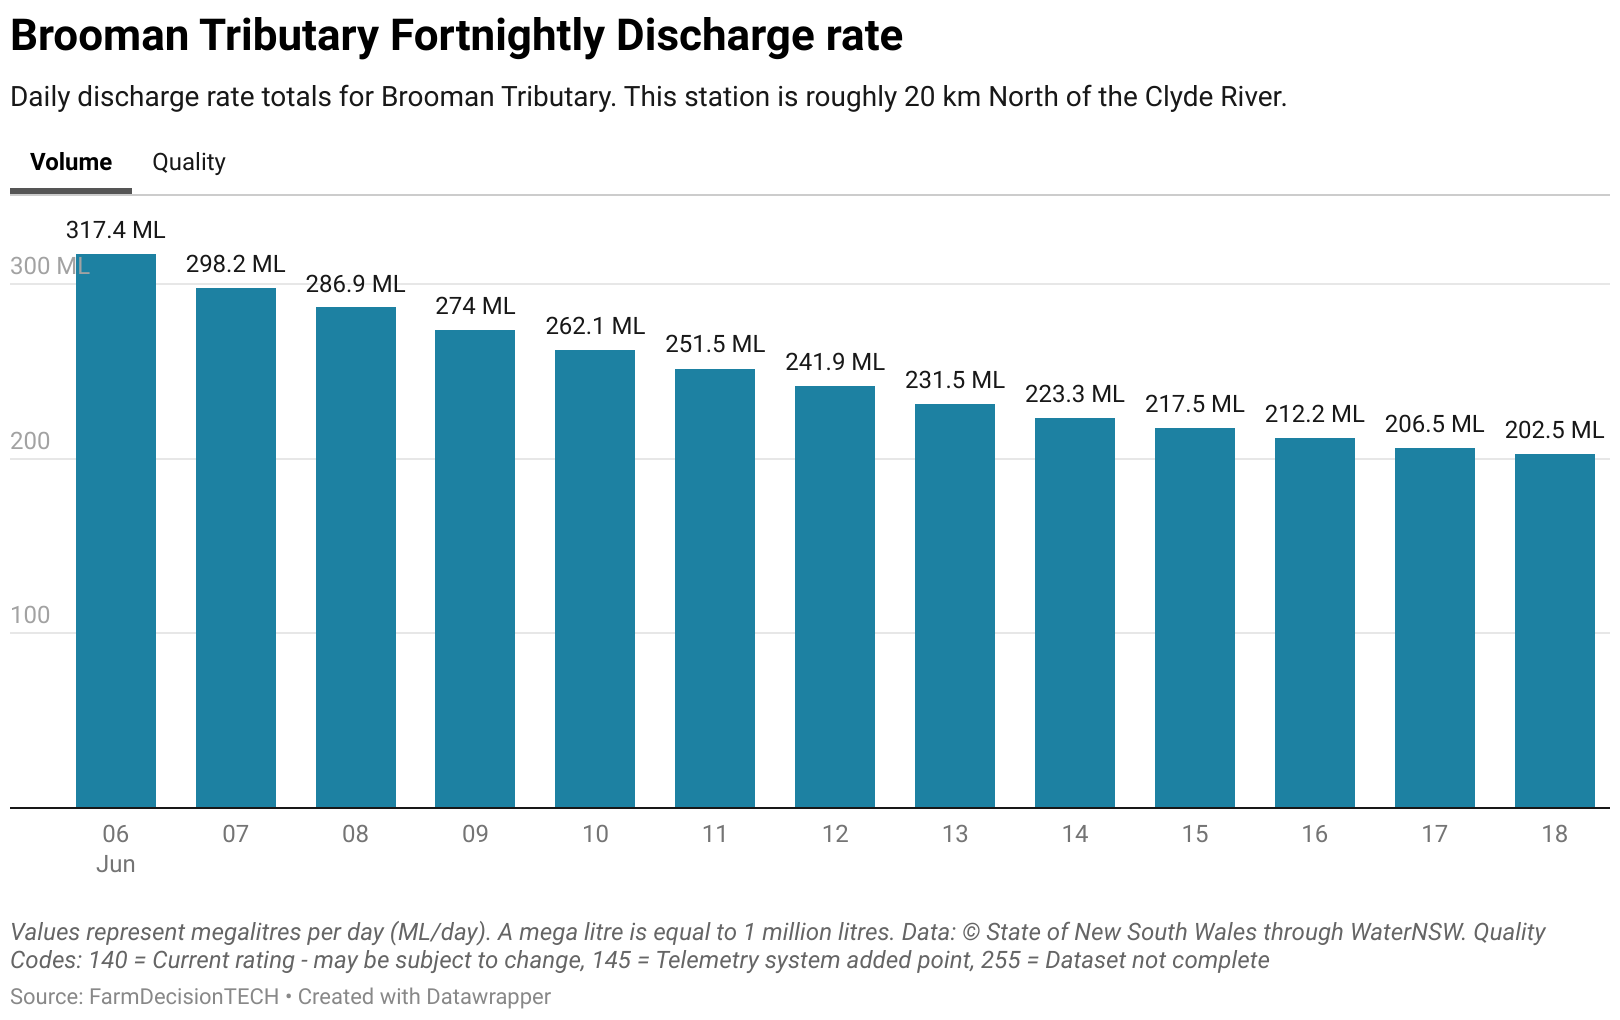 Brooman Tributary Fortnightly Discharge rate
Daily discharge rate totals for Brooman Tributary. This station is roughly 20 km North of the Clyde River.
Volume Quality
317.4 ML
300 ML
298.2 ML
286.9 ML
274 ML
262.1 ML
251.5 ML
241.9 ML
231.5 ML
223.3 ML
217.5 ML
212.2 ML
206.5 ML
202.5 ML
200
100
06 07 08 09 10 11 12 13 14 15 16 17 18
Jun
Values represent megalitres per day (ML/day). A mega litre is equal to 1 million litres. Data: © State of New South Wales through WaterNSW. Quality
Codes: 140 = Current rating - may be subject to change, 145 = Telemetry system added point, 255 = Dataset not complete
Source: FarmDecisionTECH • Created with Datawrapper